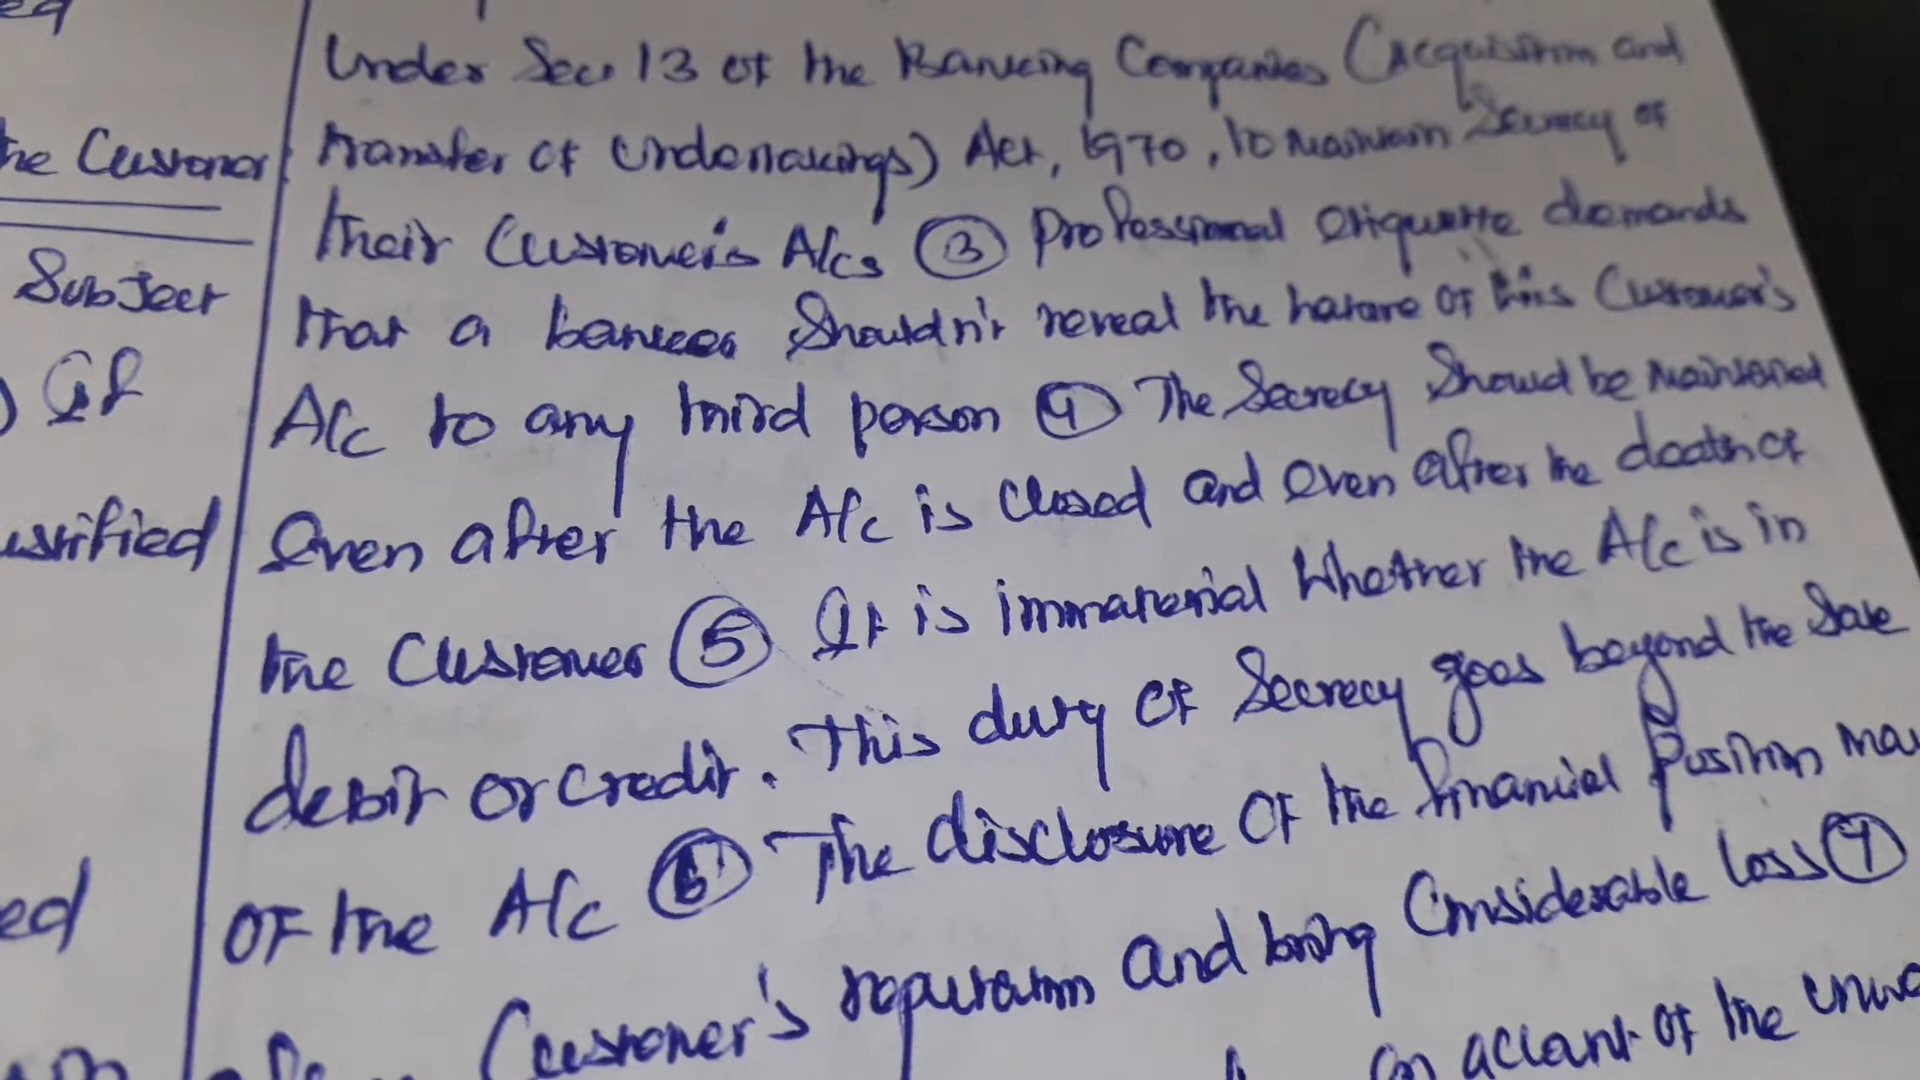 the Customer
Subject
If
ustified
ed
Under Sec 13 of the Banking Companies (Acquisition and
transfer of Undertakings) Act, 1970, to maintain Secrecy of
their Customer's A/cs ③ professional etiquette demands
that a banker shouldn't reveal the nature of his Customer's
A/c to any third person ④ The Secrecy Should be maintained
Even after the A/c is closed and even after the death of
the Customer ⑤ It is immaterial whether the A/c is in
debit or credit. This duty of Secrecy goes beyond the State
of the A/c ⑥ The disclosure of the financial position may
Customer's reputation and bring Considerable loss ⑦
on account of the